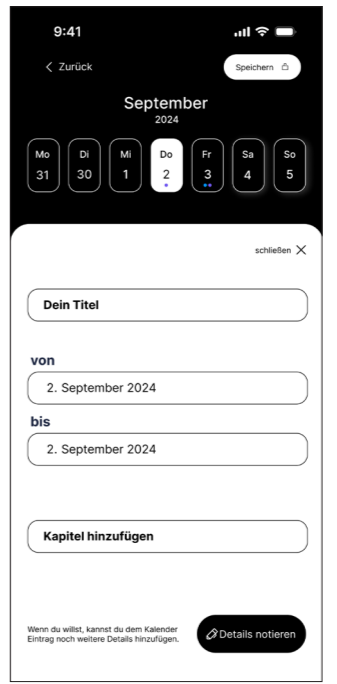 9:41
Zurück
Speichern
September
2024
Mo Di Mi Do Fr Sa So
31 30 1 2 3 4 5
schließen
Dein Titel
von
2. September 2024
bis
2. September 2024
Kapitel hinzufügen
Wenn du willst, kannst du dem Kalender
Eintrag noch weitere Details hinzufügen.
Details notieren